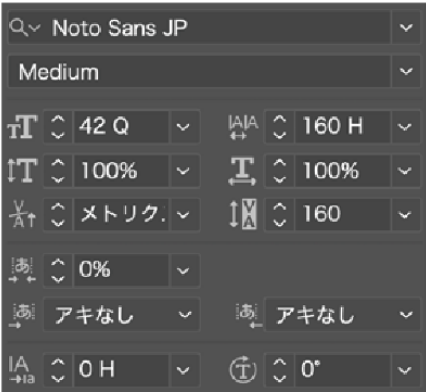 Noto Sans JP
Medium
42 Q 160 H
100% 100%
メトリク. 160
0%
アキなし アキなし
0 H 0°